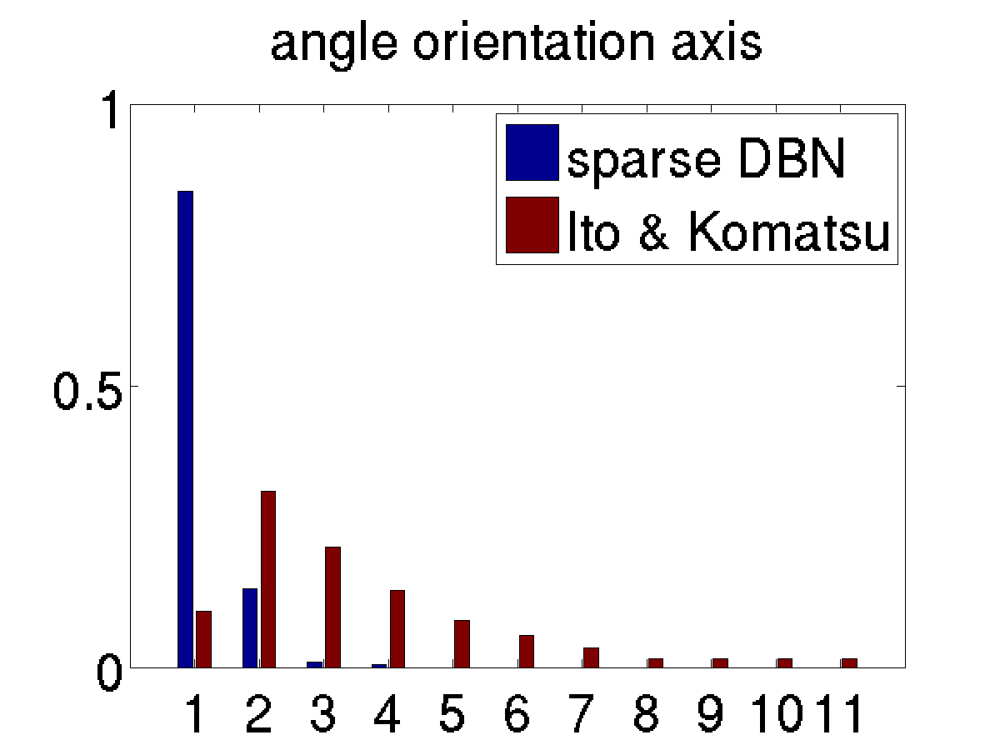 angle orientation axis
1
sparse DBN
Ito & Komatsu
0.5
0
1 2 3 4 5 6 7 8 9 10 11